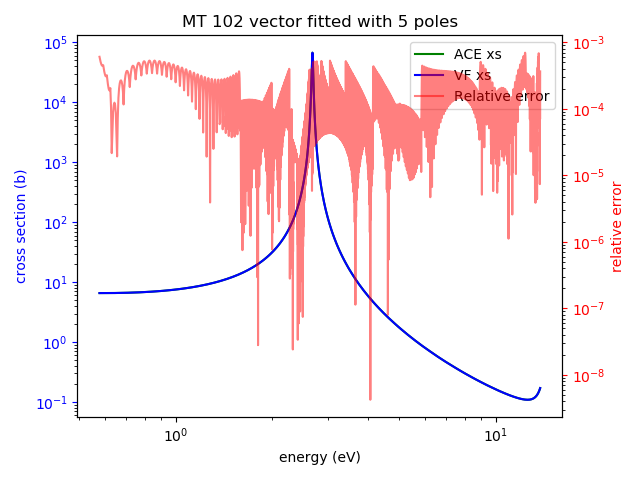 MT 102 vector fitted with 5 poles
ACE xs
VF xs
Relative error
cross section (b)
10^5
10^4
10^3
10^2
10^1
10^0
10^-1
10^-3
10^-4
10^-5
10^-6
10^-7
10^-8
relative error
10^0
10^1
energy (eV)